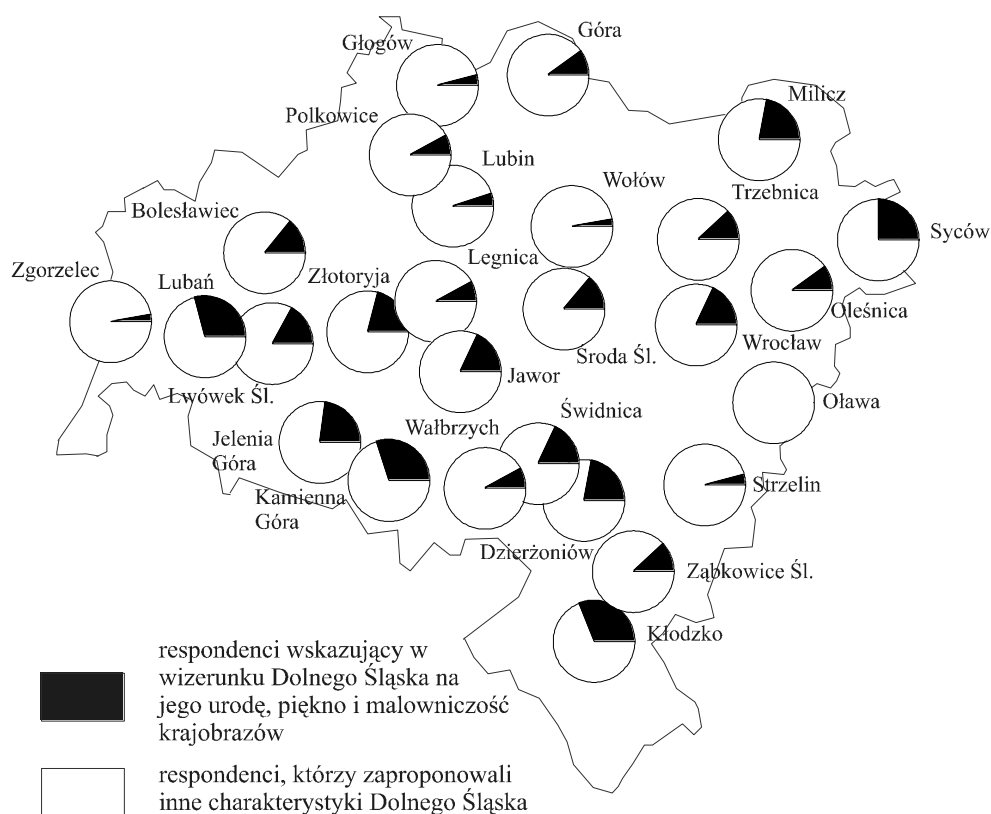 Góra
Głogów
Milicz
Polkowice
Lubin
Wołów
Trzebnica
Bolesławiec
Syców
Legnica
Zgorzelec
Lubań
Złotoryja
Oleśnica
Wrocław
Środa Śl.
Jawor
Lwówek Śl.
Oława
Świdnica
Wałbrzych
Jelenia
Góra
Strzelin
Kamienna
Góra
Dzierżoniów
Ząbkowice Śl.
Kłodzko
respondenci wskazujący w
wizerunku Dolnego Śląska na
jego urodę, piękno i malowniczość
krajobrazów
respondenci, którzy zaproponowali
inne charakterystyki Dolnego Śląska